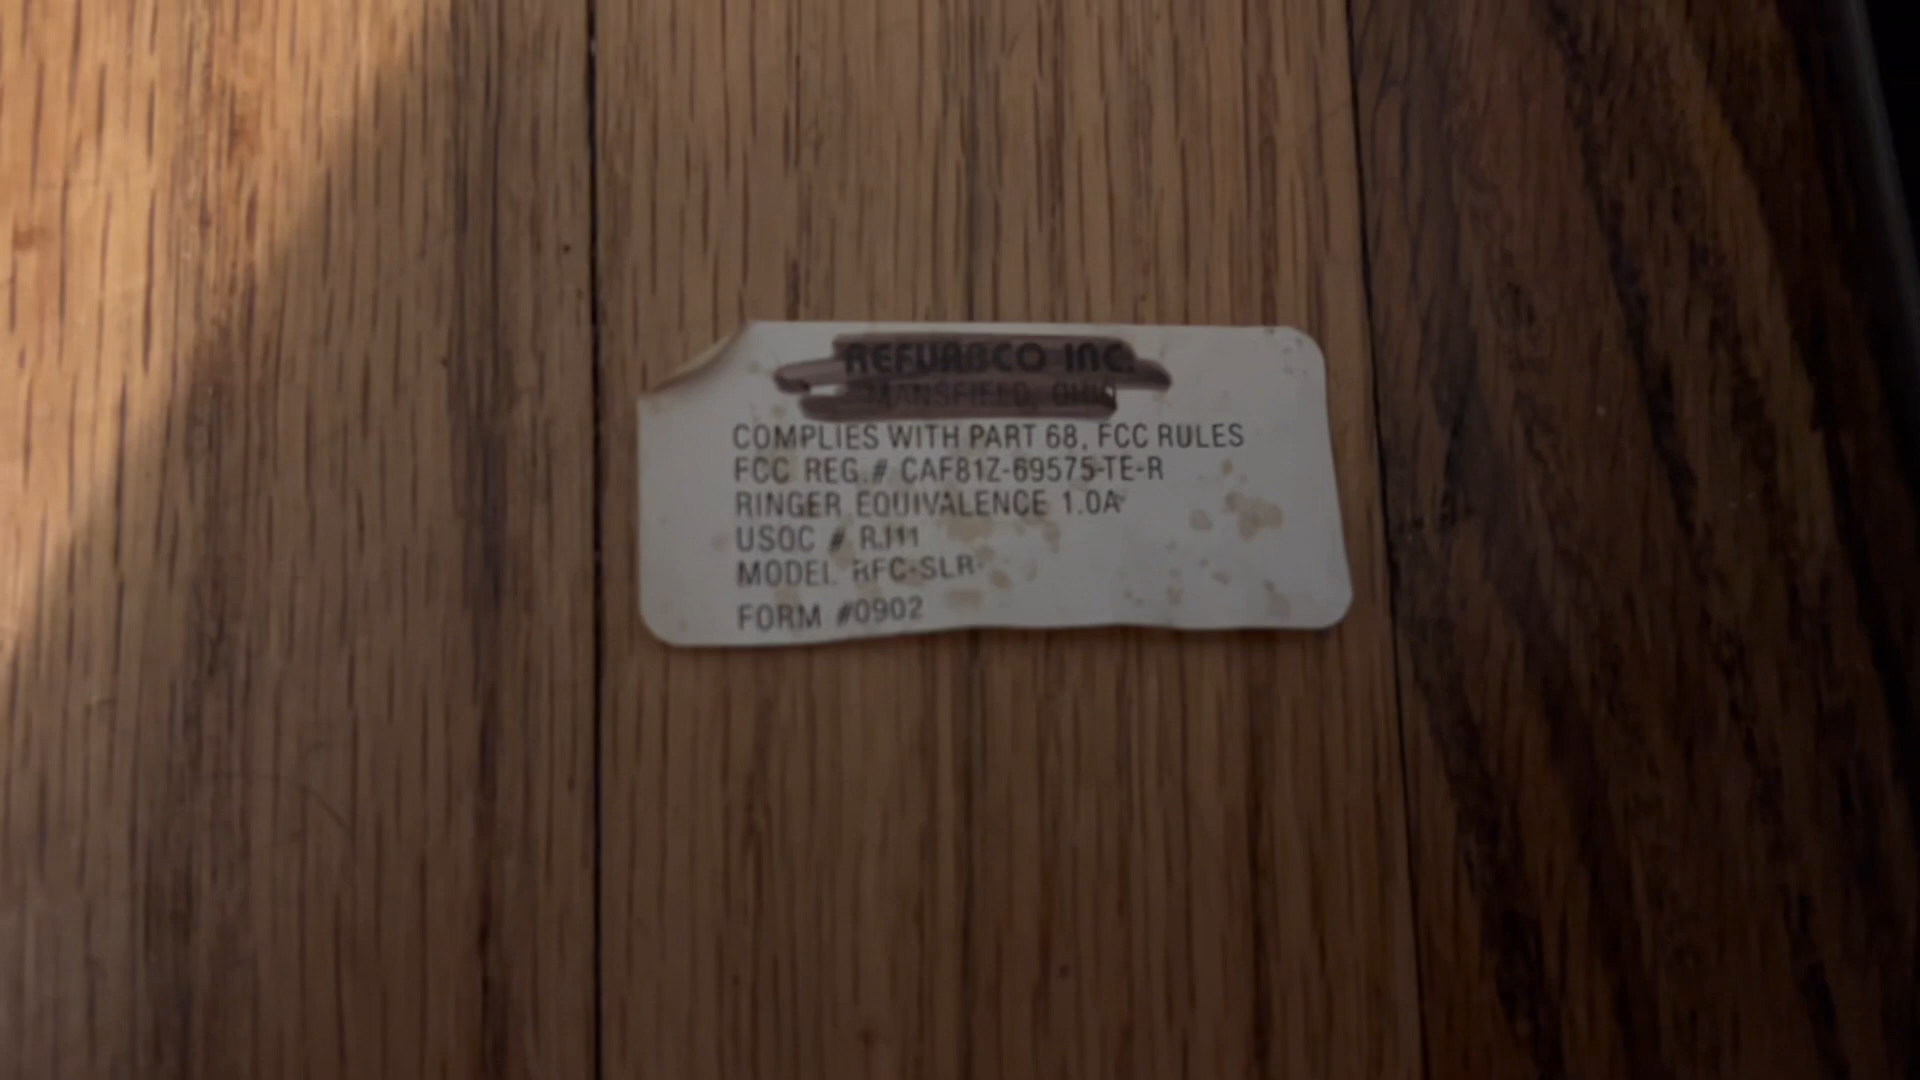 REFURBCO INC.
MANSFIELD, OHIO
COMPLIES WITH PART 68, FCC RULES
FCC REG.# CAF81Z-69575-TE-R
RINGER EQUIVALENCE 1.0A
USOC # RJ11
MODEL RFC-SLR
FORM #0902